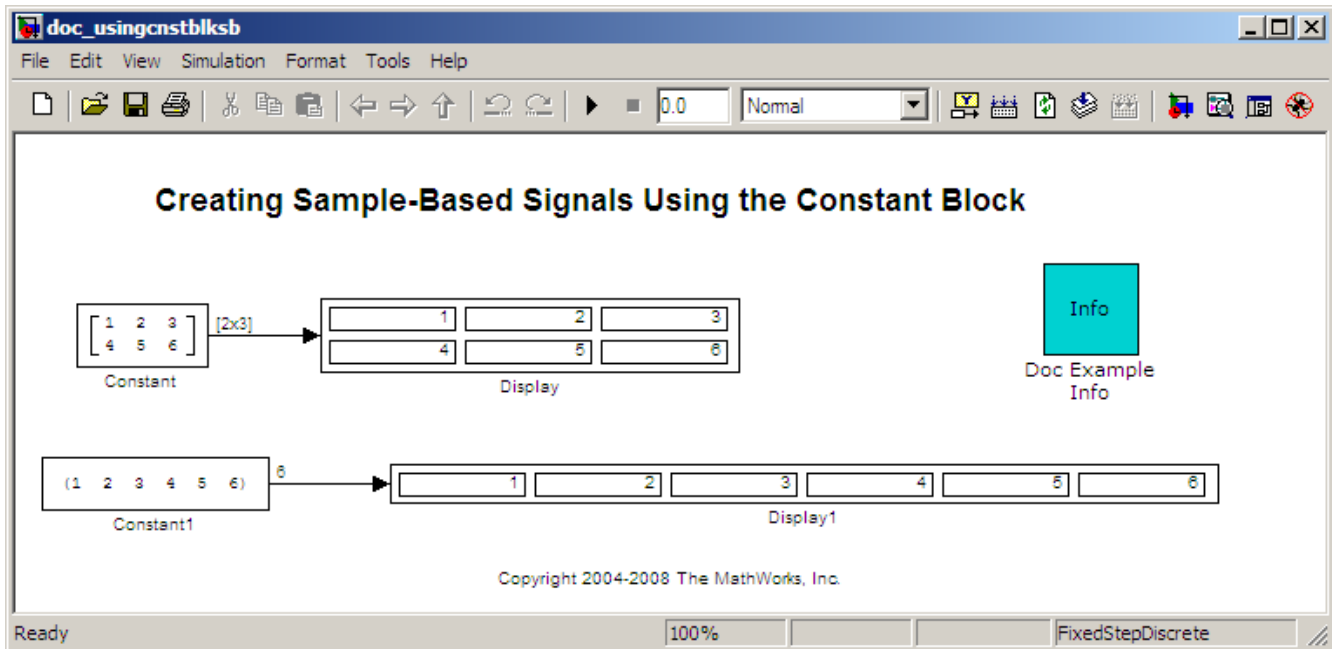 doc_usingcnstblksb
File Edit View Simulation Format Tools Help
0.0 Normal
Creating Sample-Based Signals Using the Constant Block
1 2 3
4 5 6
[2x3]
1 2 3
4 5 6
Constant
Display
Info
Doc Example
Info
(1 2 3 4 5 6)
6
1 2 3 4 5 6
Constant1
Display1
Copyright 2004-2008 The MathWorks, Inc.
Ready 100% FixedStepDiscrete